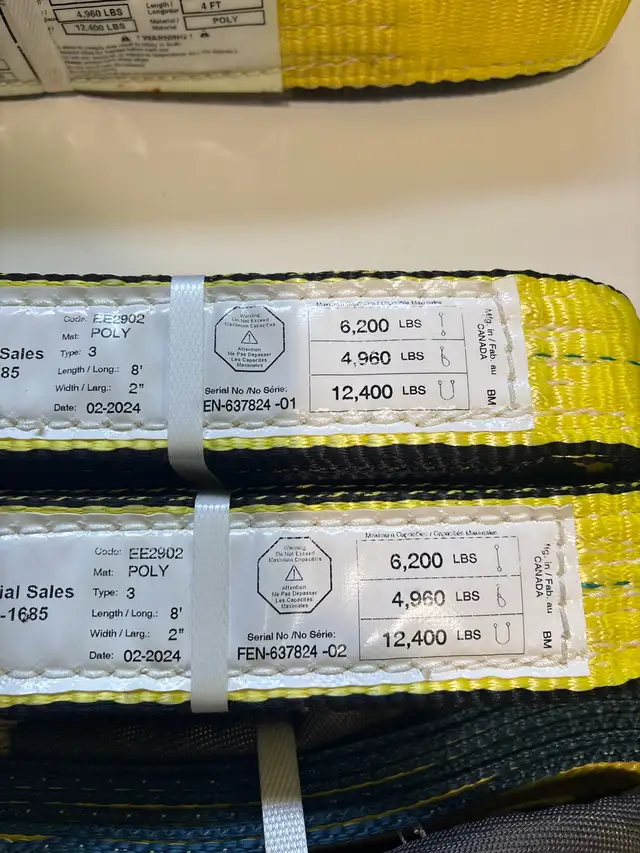 4,960 LBS
12,400 LBS
Length /
Longueur
4 FT
Material /
Matériel
POLY
! WARNING !
Sales
85
Code: EE2902
Mat: POLY
Type: 3
Length / Long.: 8'
Width / Larg.: 2"
Date: 02-2024
Warning
Do Not Exceed
Maximum Capacities
Attention
Ne Pas Dépasser
Les Capacités
Maximales
Serial No /No Série:
EN-637824 -01
Maximum Capacities / Capacités Maximales
6,200 LBS
4,960 LBS
12,400 LBS
Mfg. in / Fab. au
CANADA
BM
ial Sales
-1685
Code: EE2902
Mat: POLY
Type: 3
Length / Long.: 8'
Width / Larg.: 2"
Date: 02-2024
Warning
Do Not Exceed
Maximum Capacities
Attention
Ne Pas Dépasser
Les Capacités
Maximales
Serial No /No Série:
FEN-637824 -02
Maximum Capacities / Capacités Maximales
6,200 LBS
4,960 LBS
12,400 LBS
Mfg. in / Fab. au
CANADA
BM